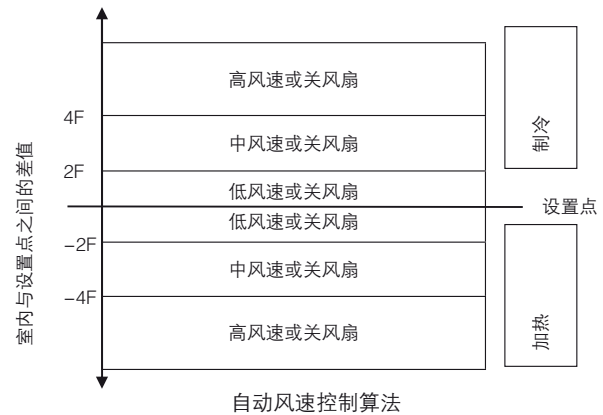 高风速或关风扇
4F
中风速或关风扇
制冷
2F
低风速或关风扇
设置点
低风速或关风扇
-2F
中风速或关风扇
-4F
高风速或关风扇
加热
室内与设置点之间的差值
自动风速控制算法